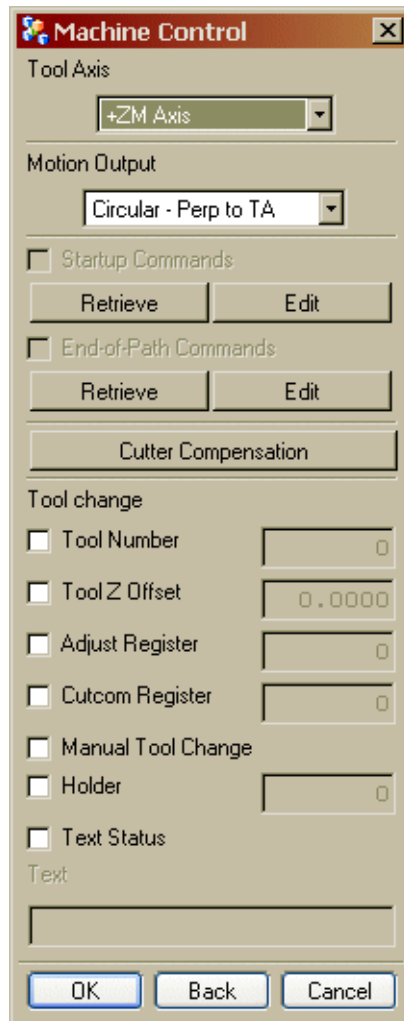 Machine Control
Tool Axis
+ZM Axis
Motion Output
Circular - Perp to TA
Startup Commands
Retrieve Edit
End-of-Path Commands
Retrieve Edit
Cutter Compensation
Tool change
Tool Number 0
Tool Z Offset 0.0000
Adjust Register 0
Cutcom Register 0
Manual Tool Change
Holder 0
Text Status
Text
OK Back Cancel